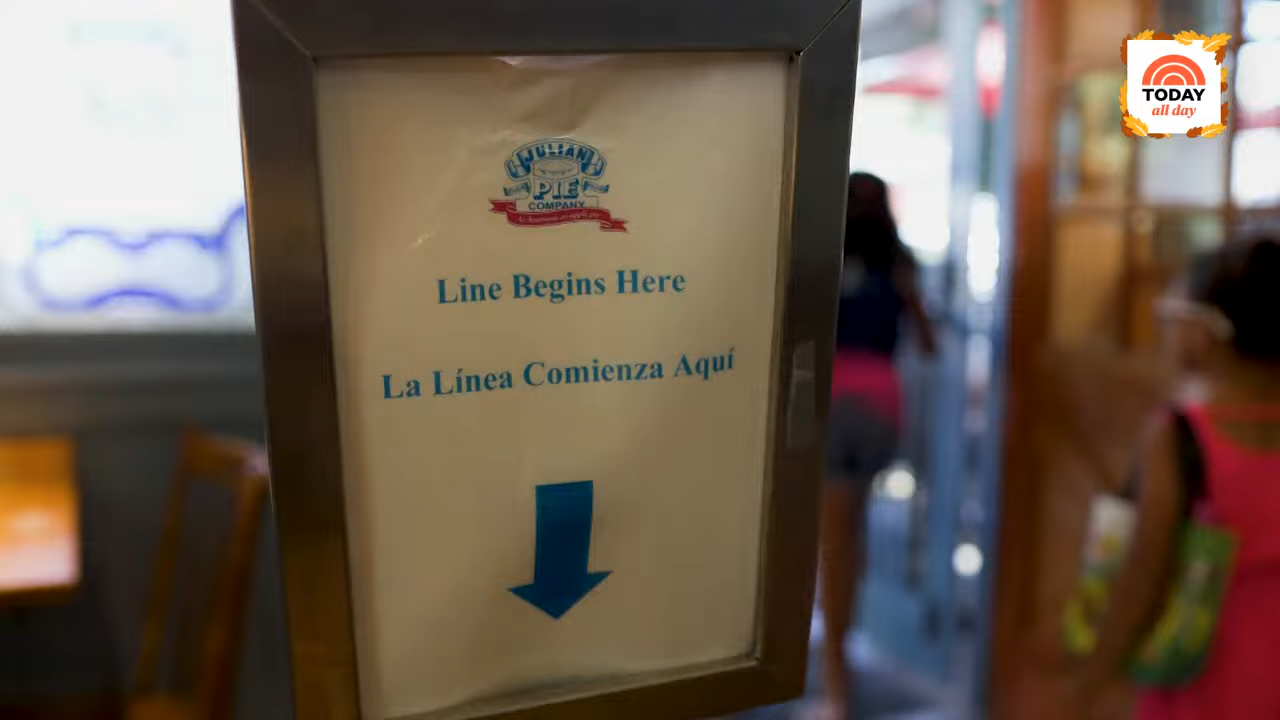 JULIAN
PIE
COMPANY
Line Begins Here
La Línea Comienza Aquí
TODAY
all day